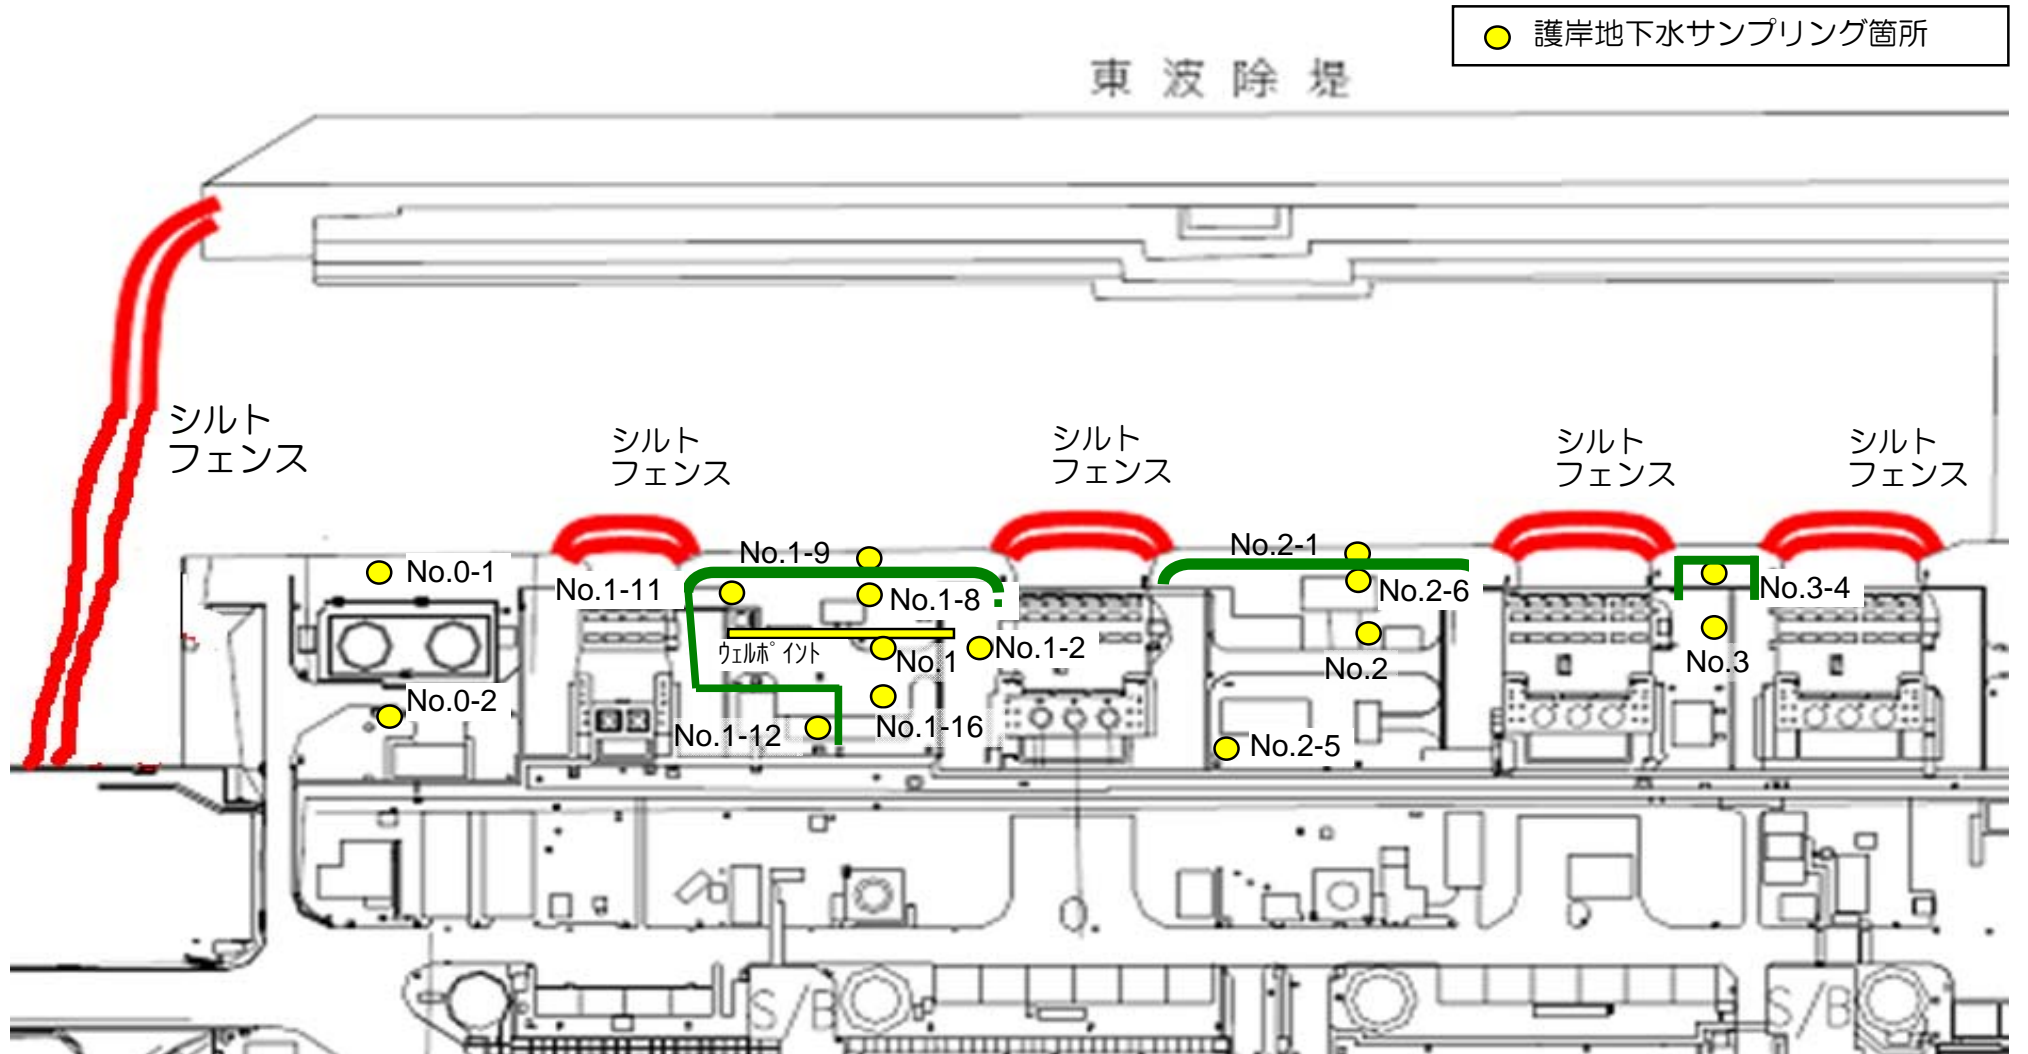 護岸地下水サンプリング箇所
東波除堤
シルト
フェンス
シルト
フェンス
シルト
フェンス
シルト
フェンス
シルト
フェンス
No.0-1
No.0-2
No.1-9
No.1-11
No.1-8
ｳｪﾙﾎﾟｲﾝﾄ
No.1
No.1-2
No.1-12
No.1-16
No.2-1
No.2-6
No.2
No.2-5
No.3-4
No.3
S/B
S/B